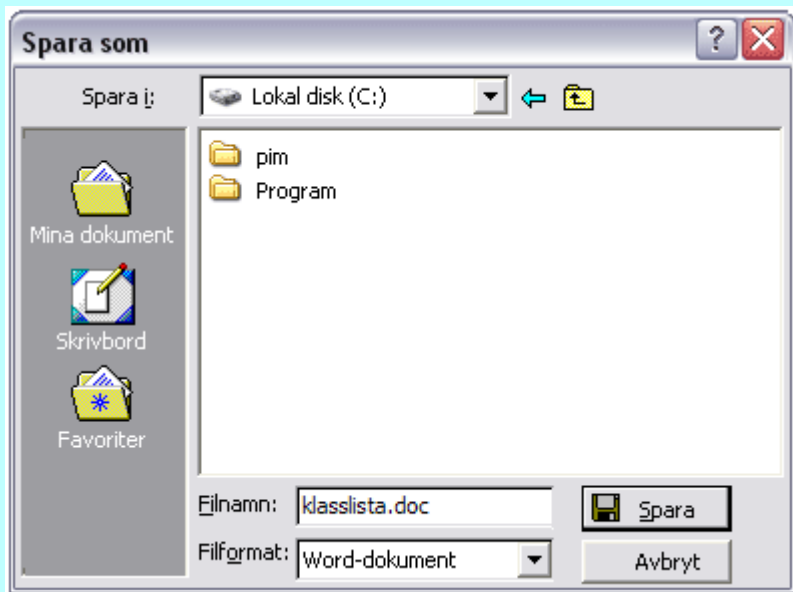 Spara som
Spara i: Lokal disk (C:)
pim
Program
Mina dokument
Skrivbord
Favoriter
Filnamn: klasslista.doc Spara
Filformat: Word-dokument Avbryt